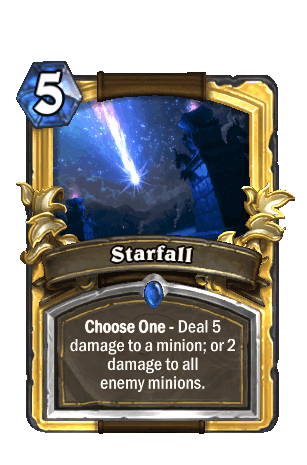 5
Starfall
Choose One - Deal 5
damage to a minion; or 2
damage to all
enemy minions.